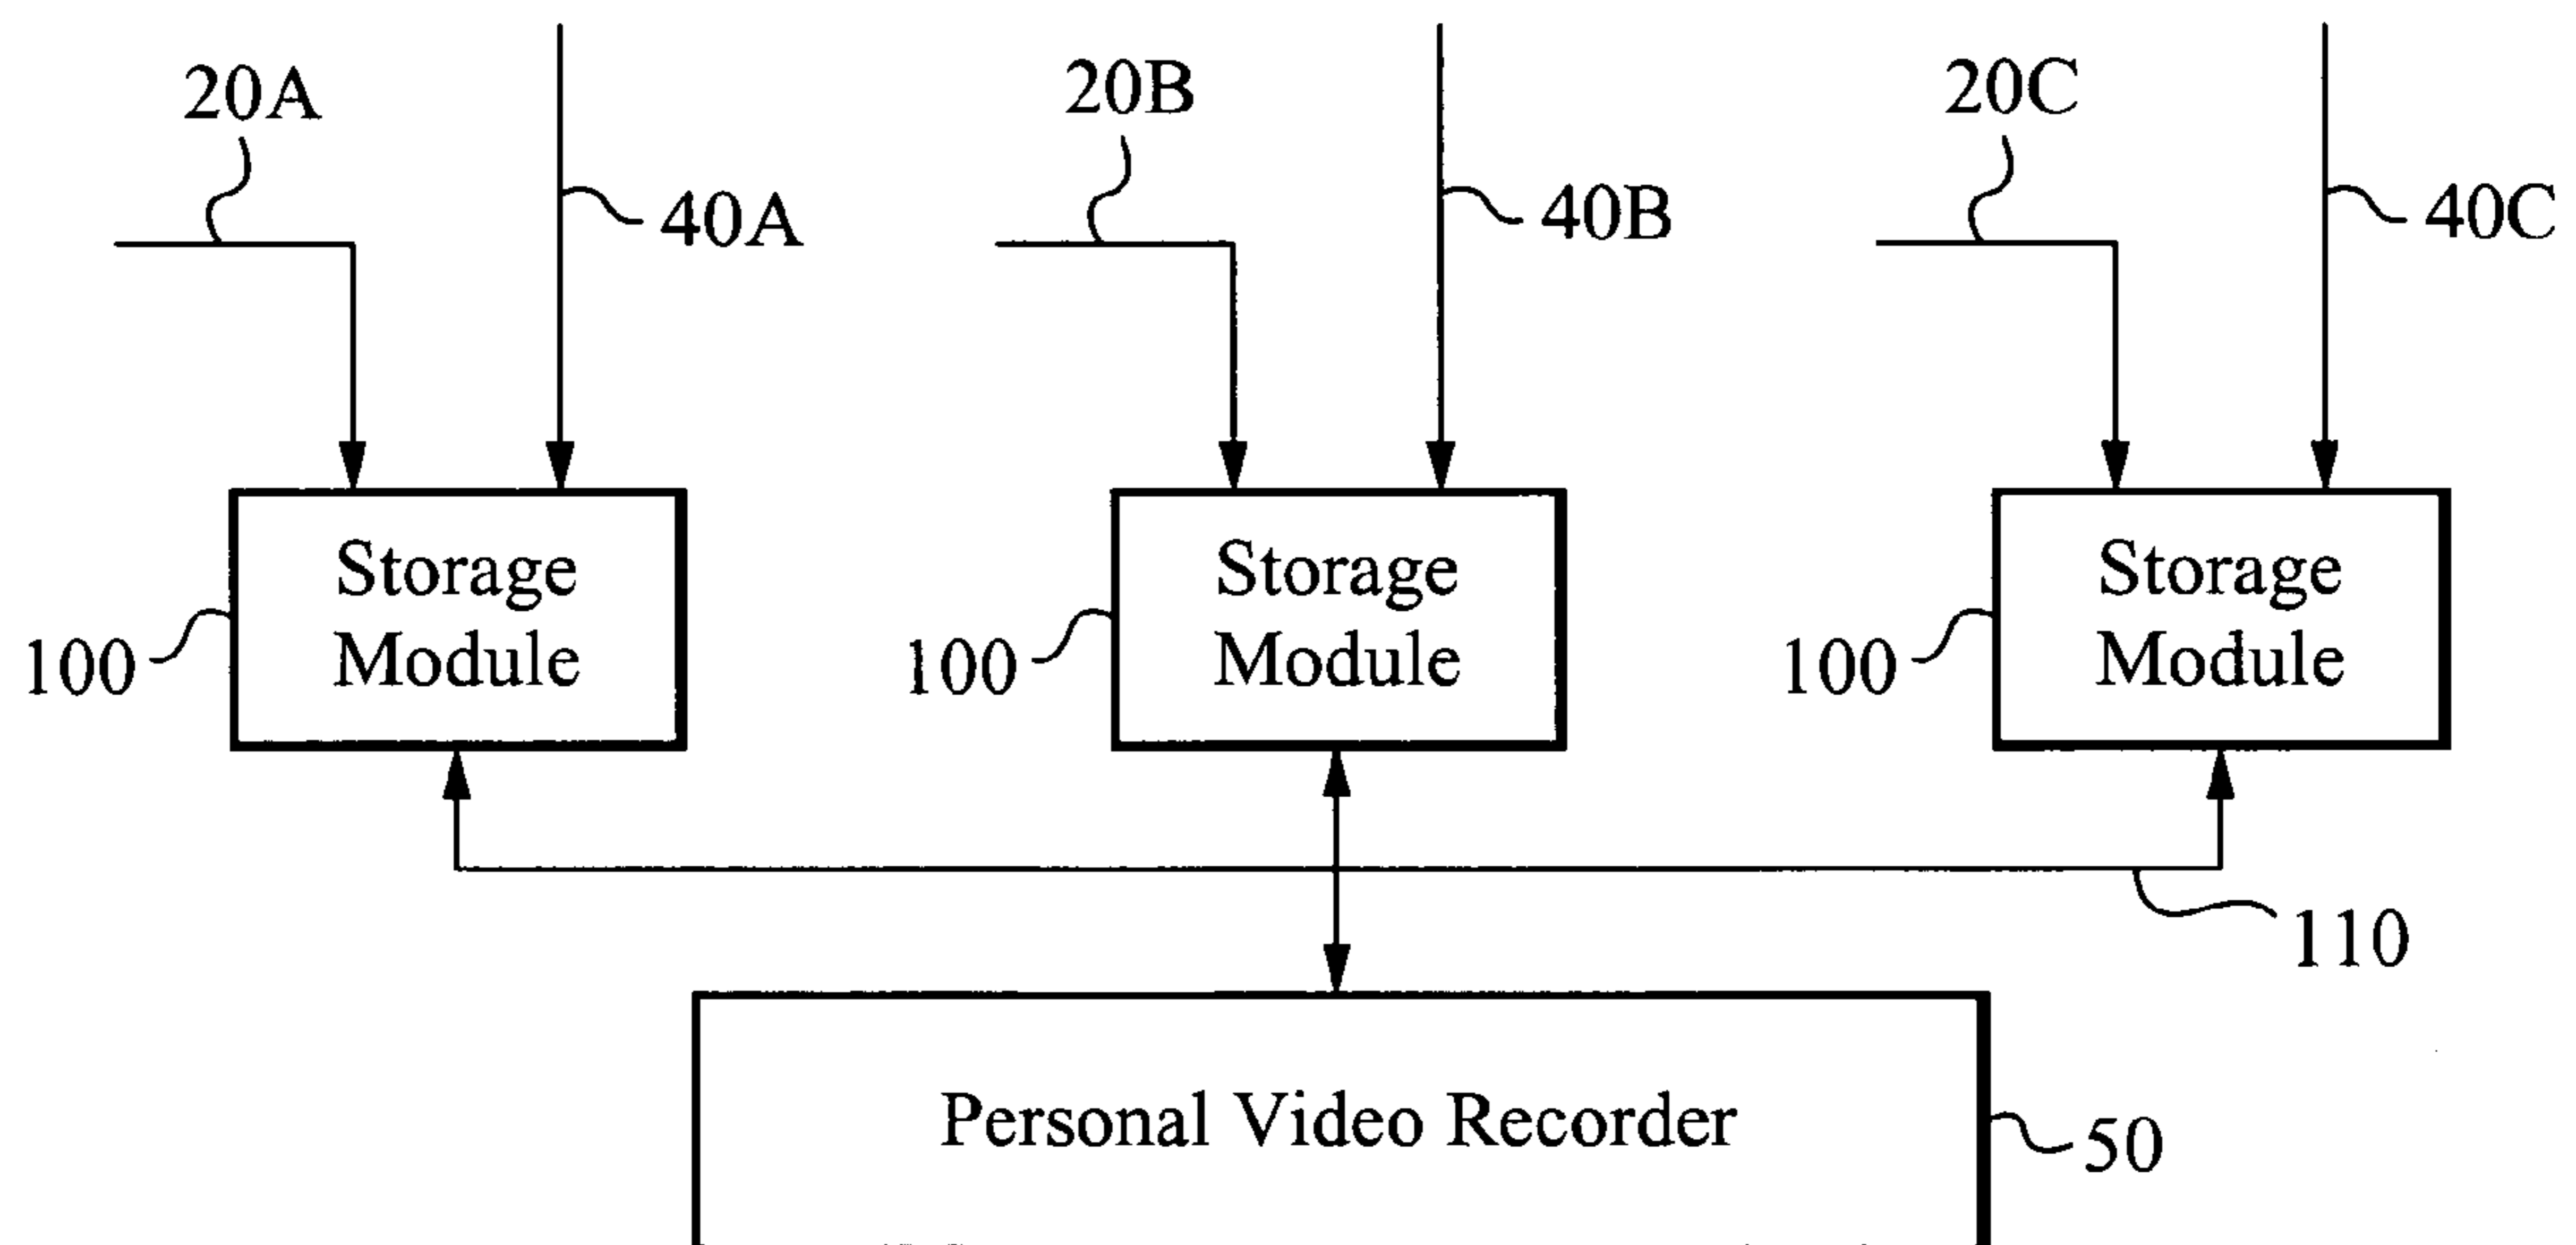 20A
20B
20C
40A
40B
40C
Storage
Module
Storage
Module
Storage
Module
100
100
100
110
Personal Video Recorder
50